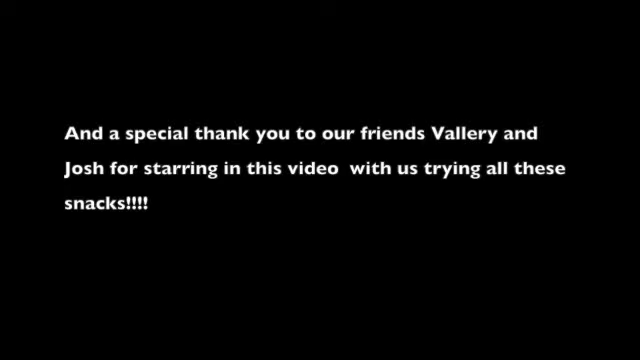 And a special thank you to our friends Vallery and
Josh for starring in this video  with us trying all these
snacks!!!!